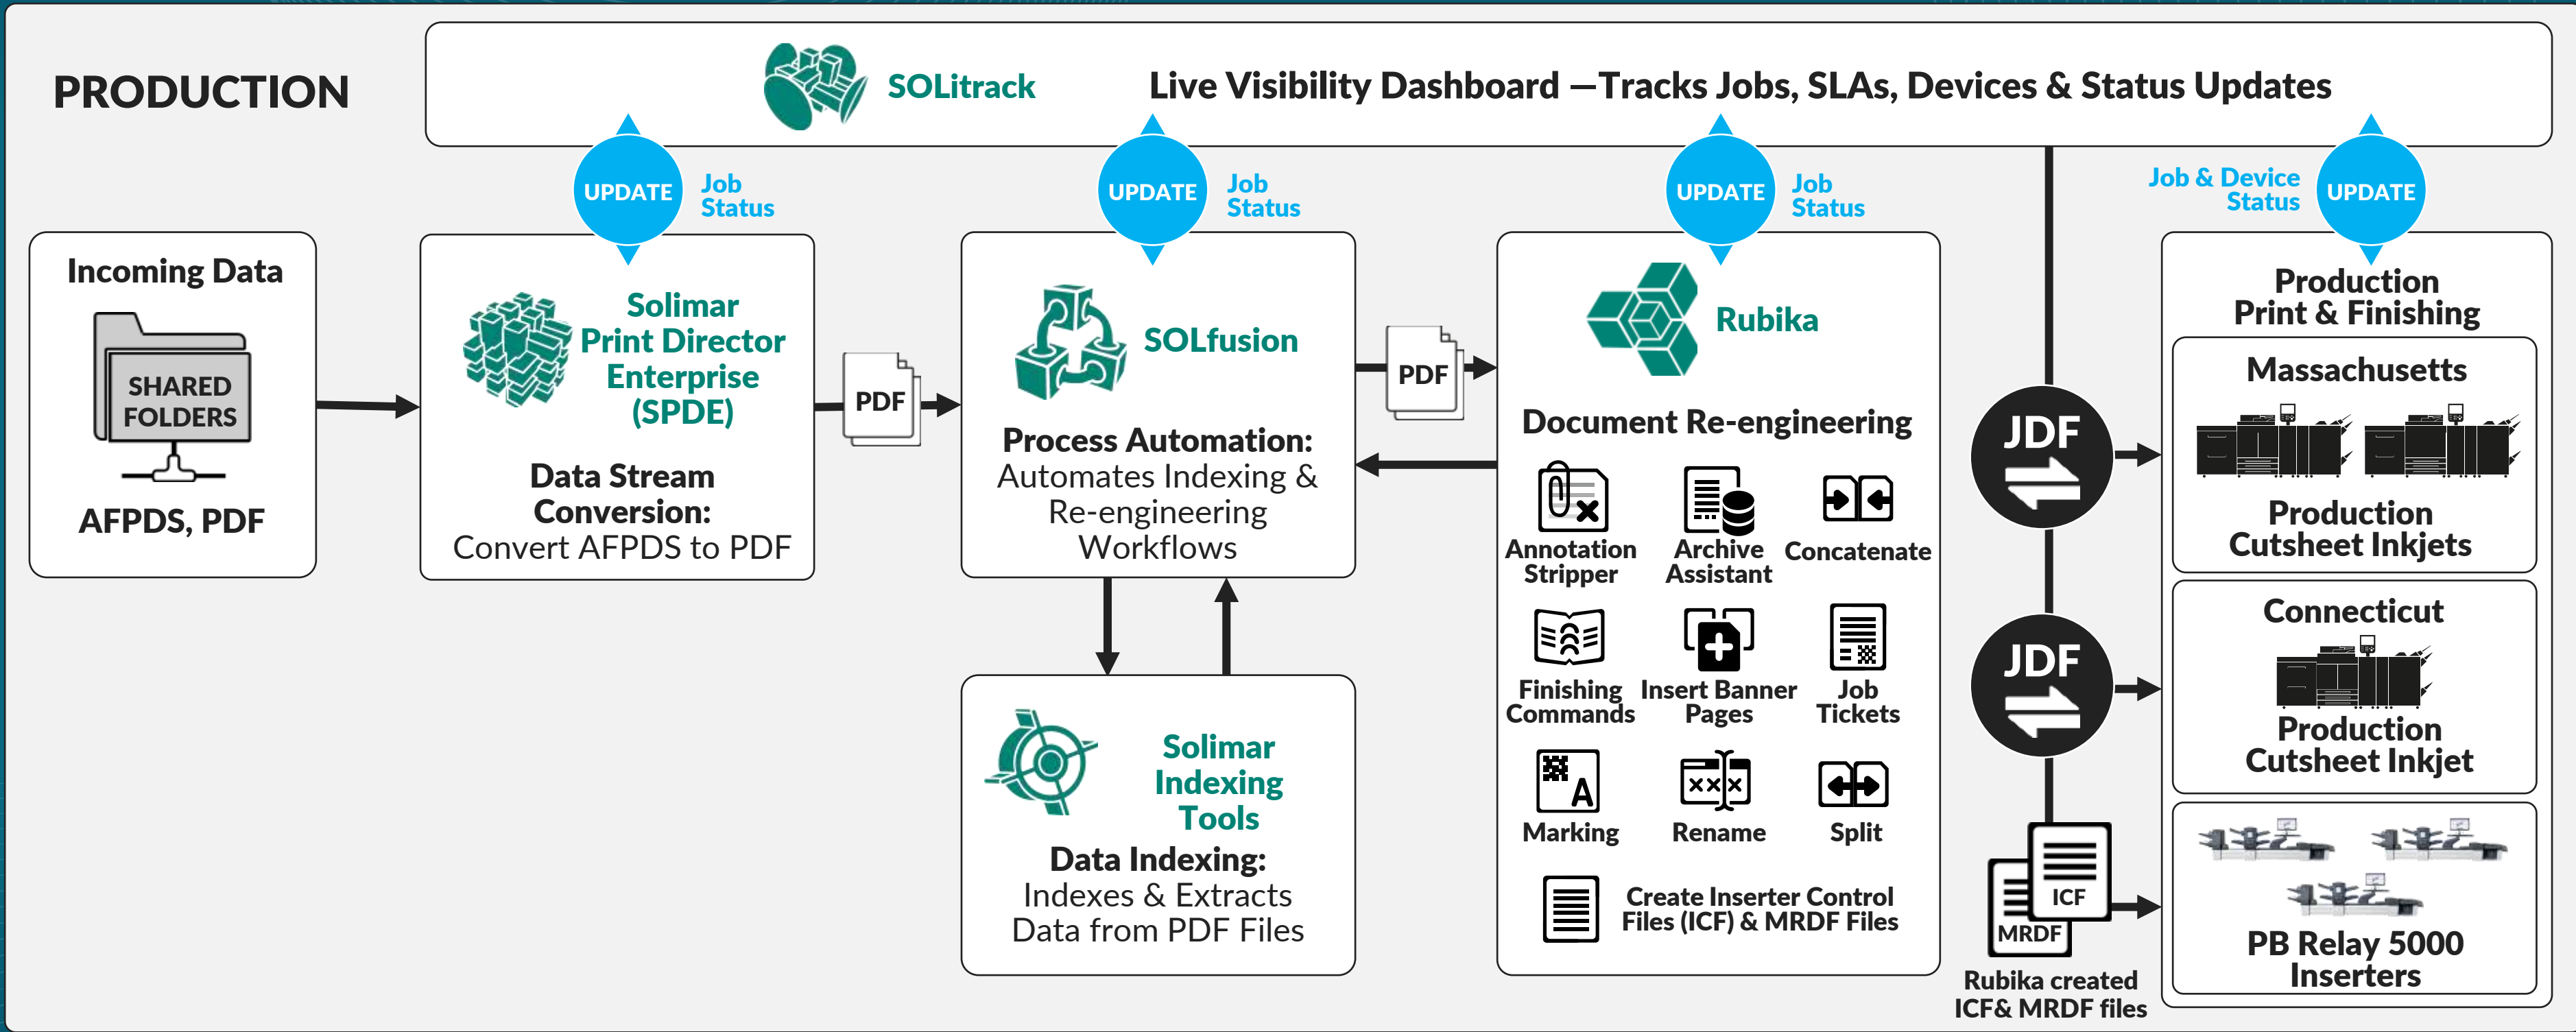 PRODUCTION
SOLitrack
Live Visibility Dashboard —Tracks Jobs, SLAs, Devices & Status Updates
UPDATE
Job
Status
UPDATE
Job
Status
UPDATE
Job
Status
Job & Device
Status
UPDATE
Incoming Data
SHARED
FOLDERS
AFPDS, PDF
Solimar
Print Director
Enterprise
(SPDE)
Data Stream
Conversion:
Convert AFPDS to PDF
PDF
SOLfusion
Process Automation:
Automates Indexing &
Re-engineering
Workflows
PDF
Solimar
Indexing
Tools
Data Indexing:
Indexes & Extracts
Data from PDF Files
Rubika
Document Re-engineering
Annotation
Stripper
Archive
Assistant
Concatenate
Finishing
Commands
Insert Banner
Pages
Job
Tickets
A
Marking
xxx
Rename
Split
Create Inserter Control
Files (ICF) & MRDF Files
JDF
JDF
ICF
MRDF
Rubika created
ICF& MRDF files
Production
Print & Finishing
Massachusetts
Production
Cutsheet Inkjets
Connecticut
Production
Cutsheet Inkjet
PB Relay 5000
Inserters